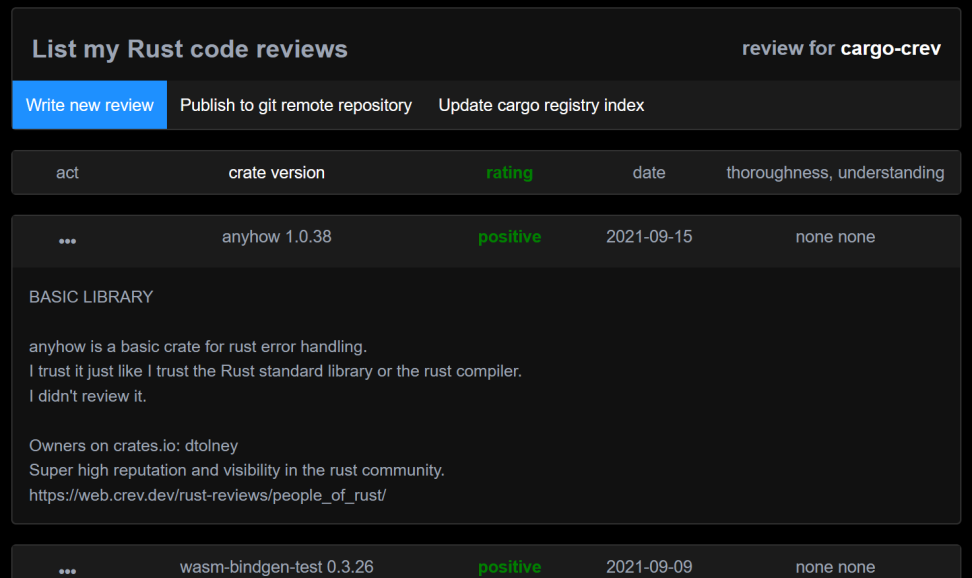 List my Rust code reviews review for cargo-crev
Write new review Publish to git remote repository Update cargo registry index
act crate version rating date thoroughness, understanding
••• anyhow 1.0.38 positive 2021-09-15 none none
BASIC LIBRARY
anyhow is a basic crate for rust error handling.
I trust it just like I trust the Rust standard library or the rust compiler.
I didn't review it.
Owners on crates.io: dtolney
Super high reputation and visibility in the rust community.
https://web.crev.dev/rust-reviews/people_of_rust/
••• wasm-bindgen-test 0.3.26 positive 2021-09-09 none none